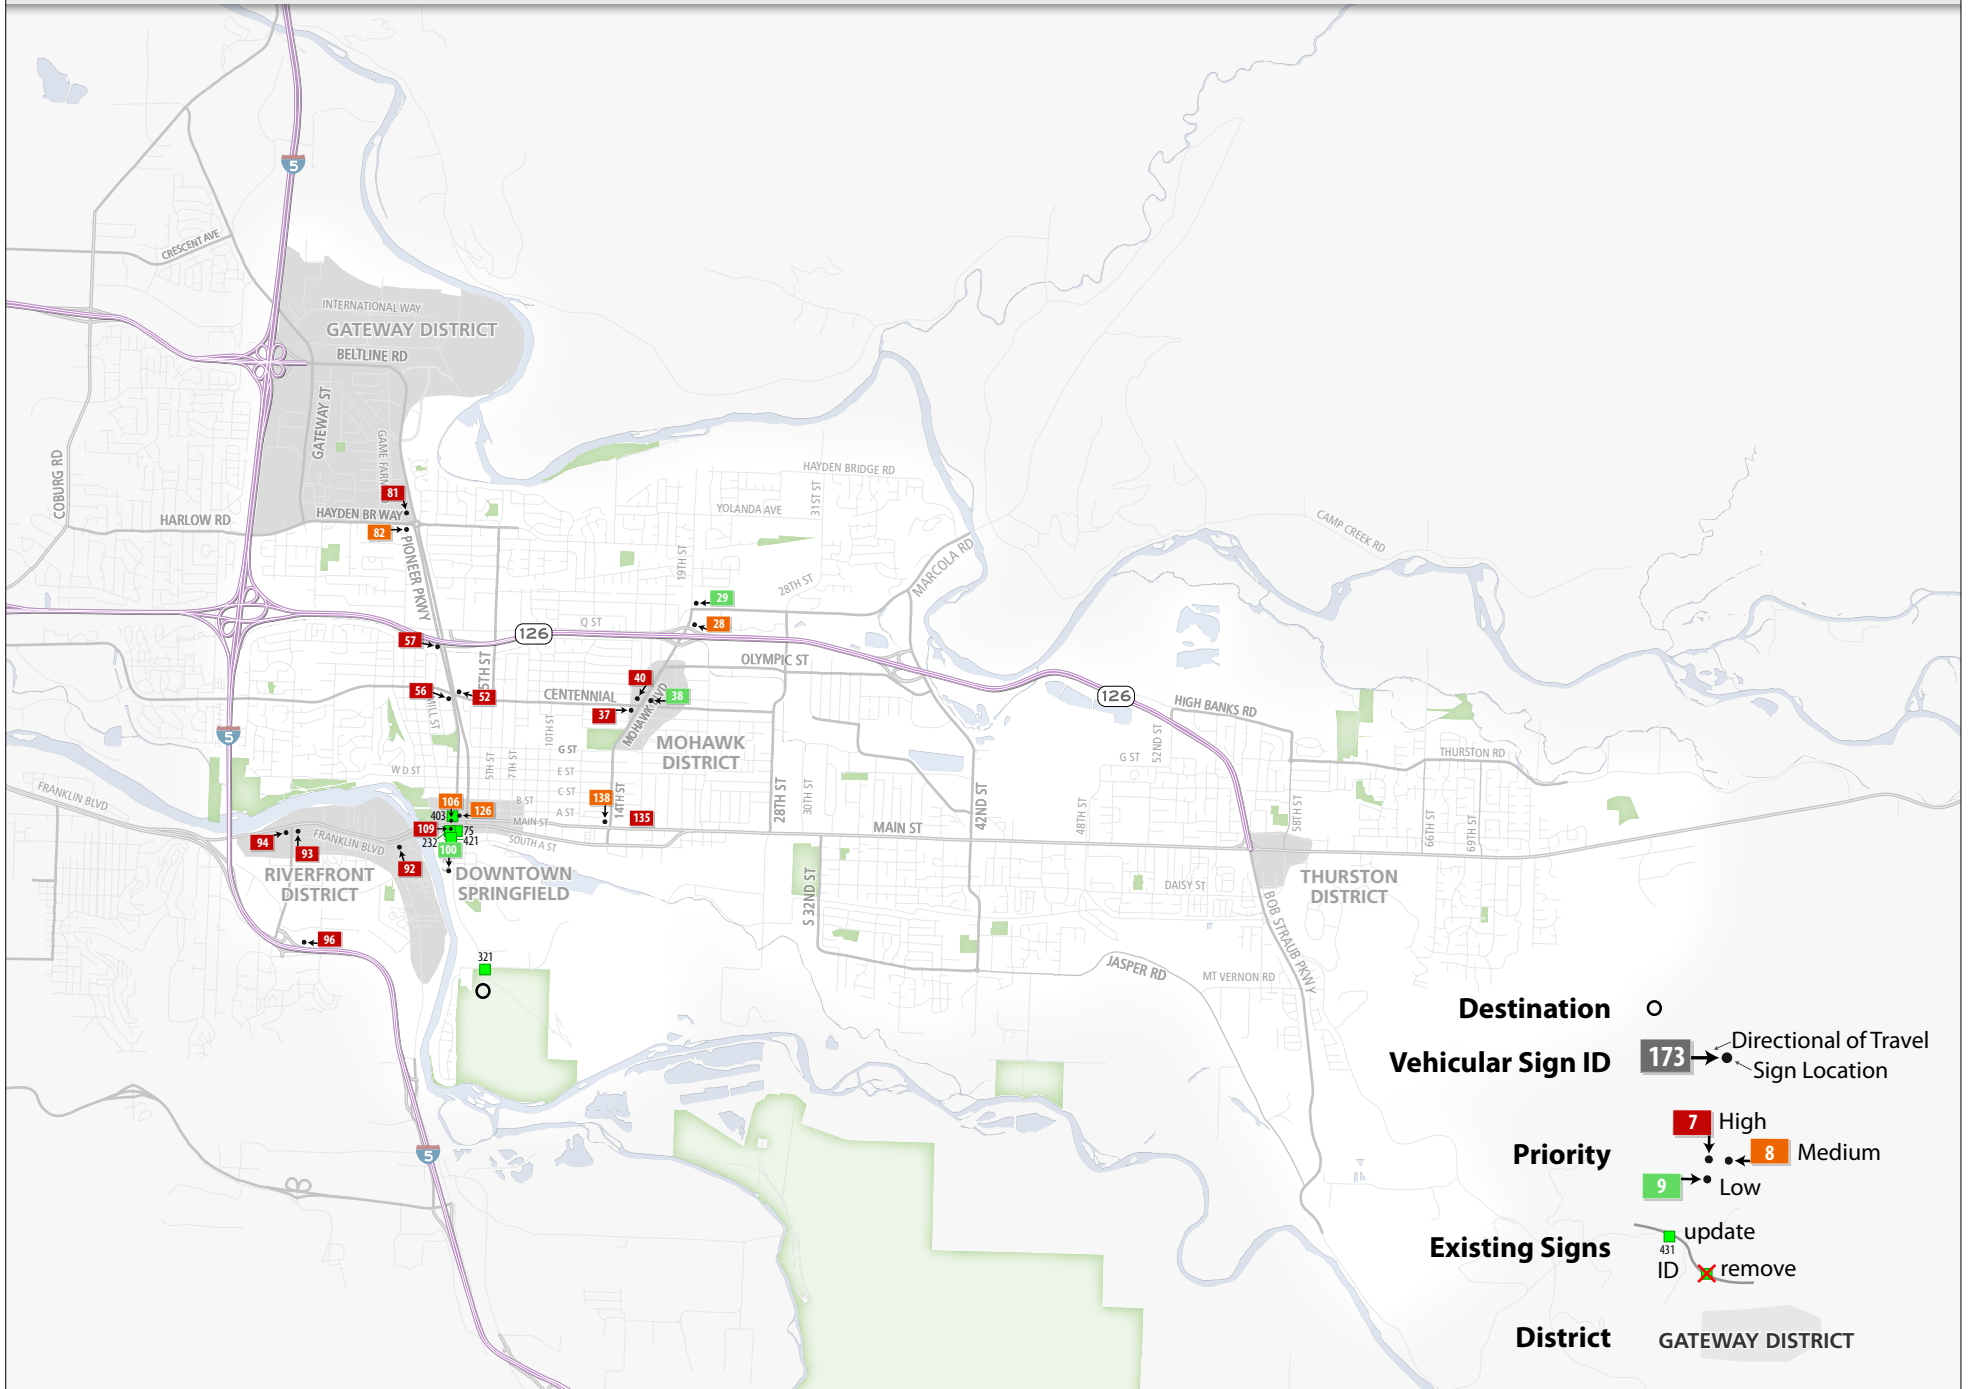 5
CRESCENT AVE
INTERNATIONAL WAY
GATEWAY DISTRICT
BELTLINE RD
GATEWAY ST
GAME FARM
COBURG RD
HARLOW RD
81
HAYDEN BR WAY
82
PIONEER PKWY
HAYDEN BRIDGE RD
YOLANDA AVE
31ST ST
19TH ST
28TH ST
MARCOLA RD
CAMP CREEK RD
29
28
Q ST
126
57
5TH ST
OLYMPIC ST
56
52
CENTENNIAL
40
38
37
MOHAWK BLVD
MILL ST
10TH ST
G ST
MOHAWK
DISTRICT
126
HIGH BANKS RD
52ND ST
G ST
THURSTON RD
5
W D ST
5TH ST
7TH ST
E ST
C ST
B ST
A ST
14TH ST
28TH ST
30TH ST
42ND ST
48TH ST
58TH ST
66TH ST
69TH ST
FRANKLIN BLVD
106
126
138
135
403
109
75
232
421
100
MAIN ST
SOUTH A ST
MAIN ST
94
93
92
FRANKLIN BLVD
RIVERFRONT
DISTRICT
DOWNTOWN
SPRINGFIELD
S 32ND ST
DAISY ST
THURSTON
DISTRICT
BOB STRAUB PKWY
96
321
JASPER RD
MT VERNON RD
5
Destination
Vehicular Sign ID
173
Directional of Travel
Sign Location
Priority
7 High
8 Medium
9 Low
Existing Signs
update
431
ID
remove
District
GATEWAY DISTRICT